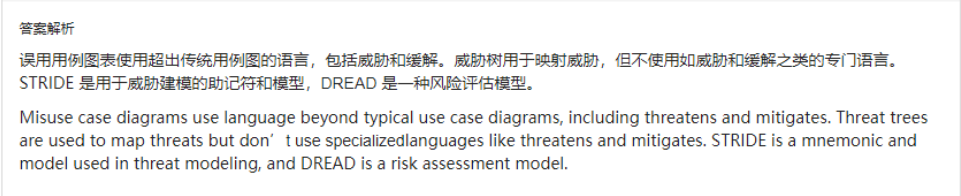 答案解析
误用用例图表使用超出传统用例图的语言，包括威胁和缓解。威胁树用于映射威胁，但不使用如威胁和缓解之类的专门语言。
STRIDE 是用于威胁建模的助记符和模型，DREAD 是一种风险评估模型。
Misuse case diagrams use language beyond typical use case diagrams, including threatens and mitigates. Threat trees
are used to map threats but don’t use specializedlanguages like threatens and mitigates. STRIDE is a mnemonic and
model used in threat modeling, and DREAD is a risk assessment model.